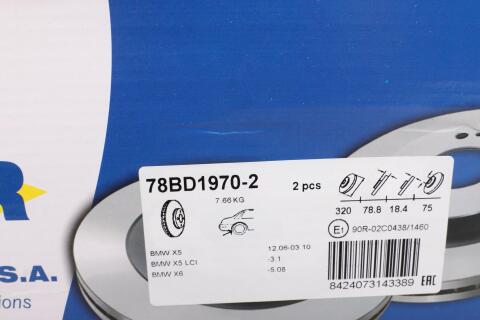 R
S.A.
ions
78BD1970-2 2 pcs
7.66 KG
320 78.8 18.4 75
E1 90R-02C0438/1460
BMW X5 12.06-03.10
BMW X5 LCI -3.1
BMW X6 -5.08
8424073143389 EAC